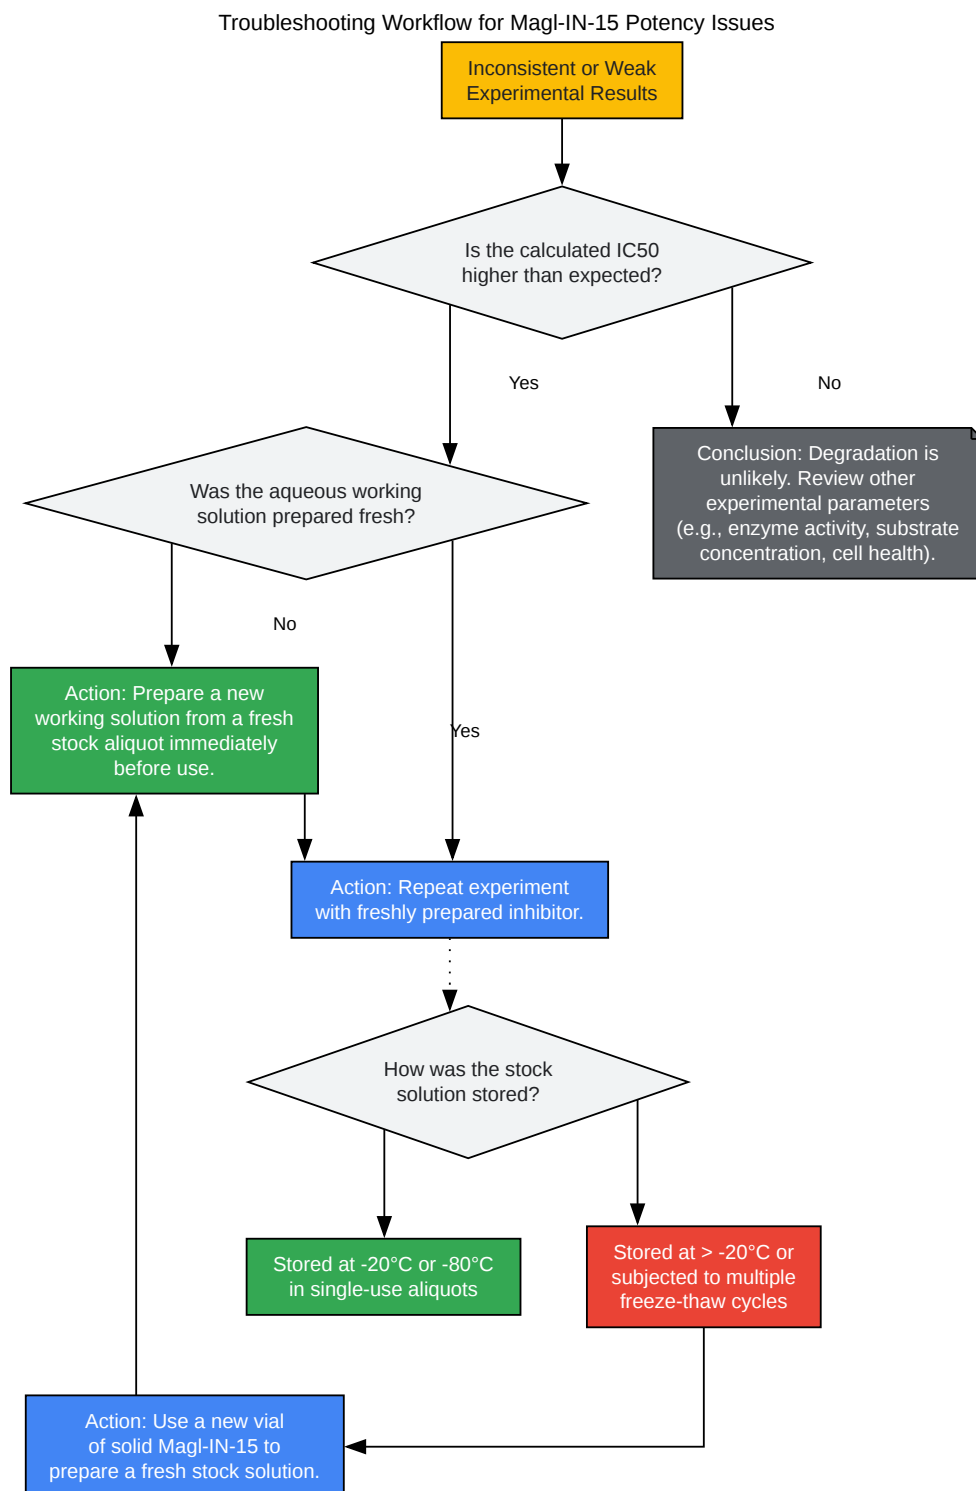 Troubleshooting Workflow for Magl-IN-15 Potency Issues
Inconsistent or Weak
Experimental Results
Is the calculated IC50
higher than expected?
Yes
No
Was the aqueous working
solution prepared fresh?
Conclusion: Degradation is
unlikely. Review other
experimental parameters
(e.g., enzyme activity, substrate
concentration, cell health).
No
Action: Prepare a new
working solution from a fresh
stock aliquot immediately
before use.
Yes
Action: Repeat experiment
with freshly prepared inhibitor.
How was the stock
solution stored?
Stored at -20°C or -80°C
in single-use aliquots
Stored at > -20°C or
subjected to multiple
freeze-thaw cycles
Action: Use a new vial
of solid Magl-IN-15 to
prepare a fresh stock solution.